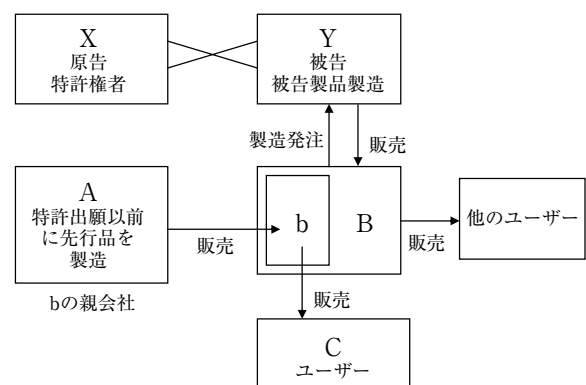 X
原告
特許権者
Y
被告
被告製品製造
製造発注
販売
A
特許出願以前
に先行品を
製造
販売
b
B
販売
他のユーザー
bの親会社
販売
C
ユーザー